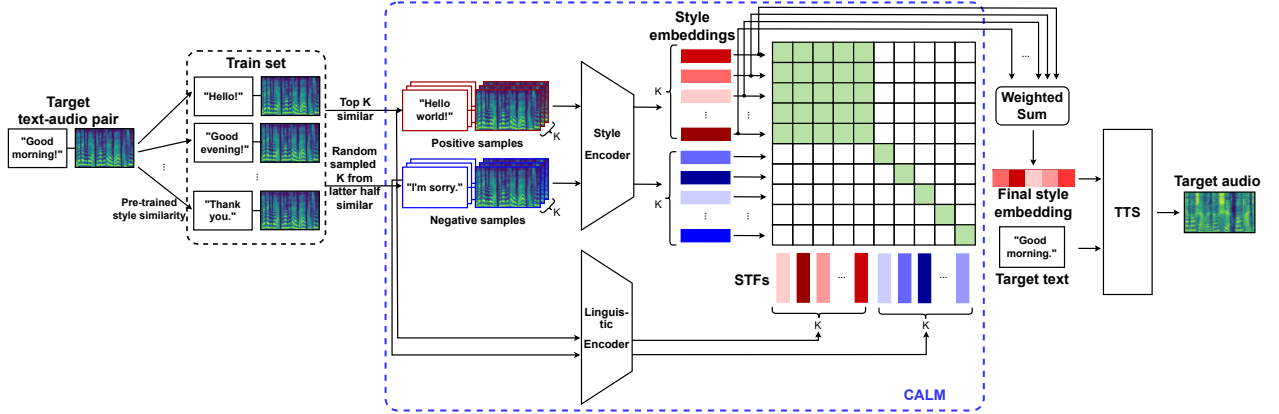 Target
text-audio pair
"Good
morning!"
Train set
"Hello!"
"Good
evening!"
...
...
"Thank
you."
Pre-trained
style similarity
Top K
similar
Random
sampled
K from
latter half
similar
"Hello
world!"
K
Positive samples
"I'm sorry."
K
Negative samples
Style
Encoder
Linguis-
tic
Encoder
Style
embeddings
K
...
...
K
...
...
STFs
...
...
K
K
CALM
...
Weighted
Sum
Final style
embedding
"Good
morning."
Target text
TTS
Target audio